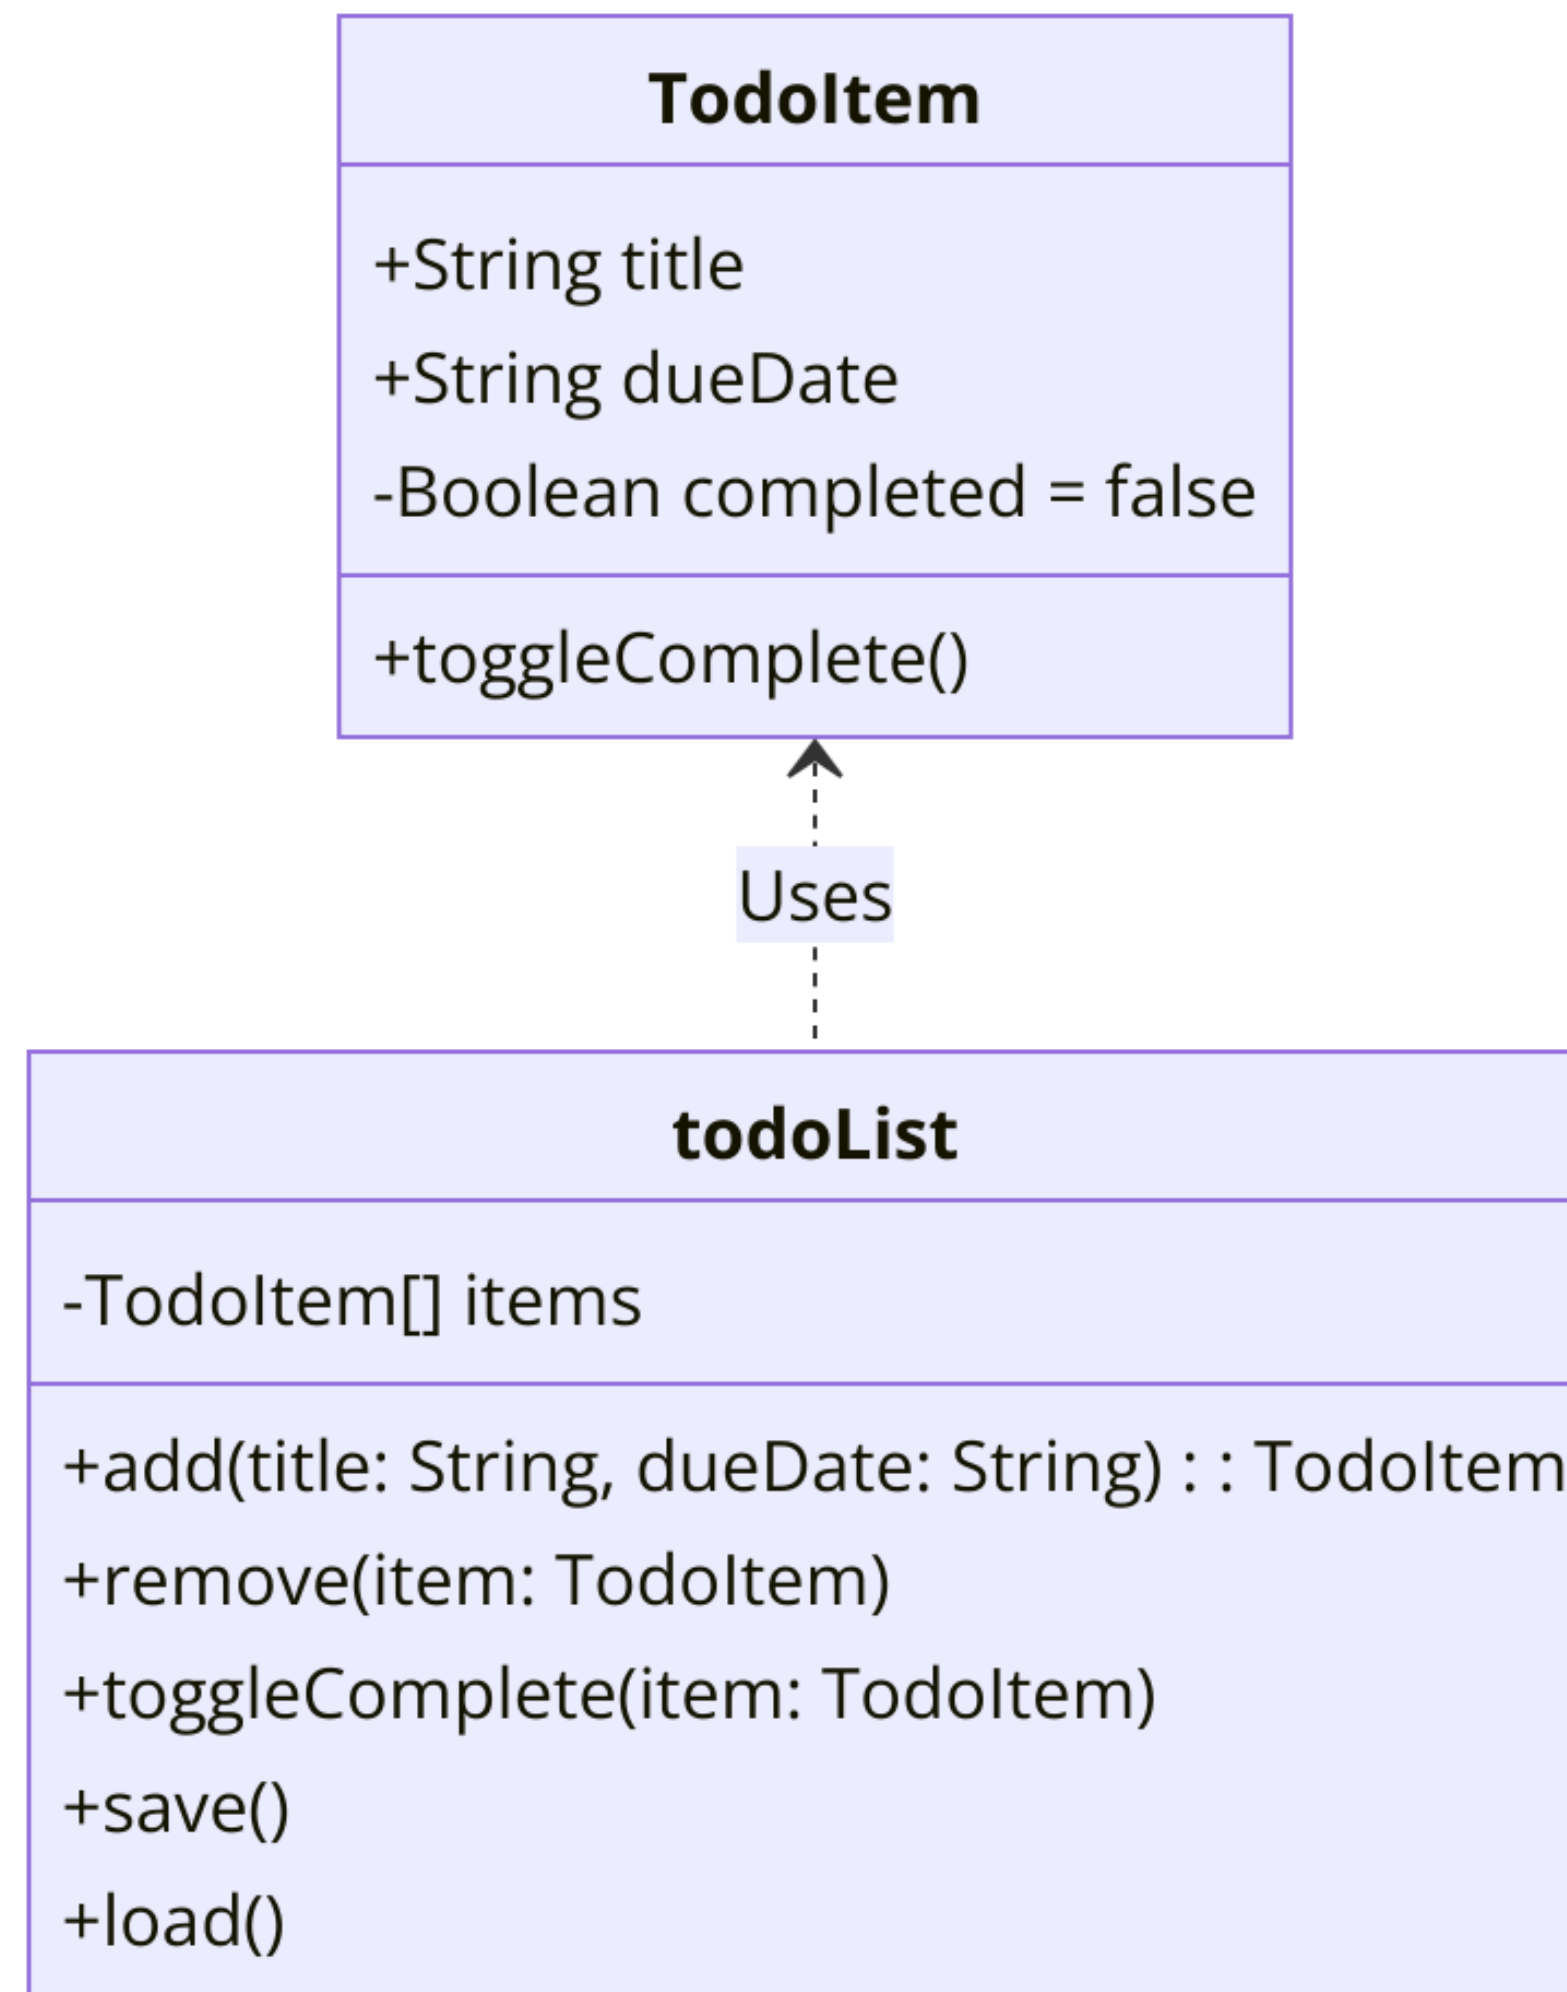 TodoItem
+String title
+String dueDate
-Boolean completed = false
+toggleComplete()
Uses
todoList
-TodoItem[] items
+add(title: String, dueDate: String) : : TodoItem
+remove(item: TodoItem)
+toggleComplete(item: TodoItem)
+save()
+load()